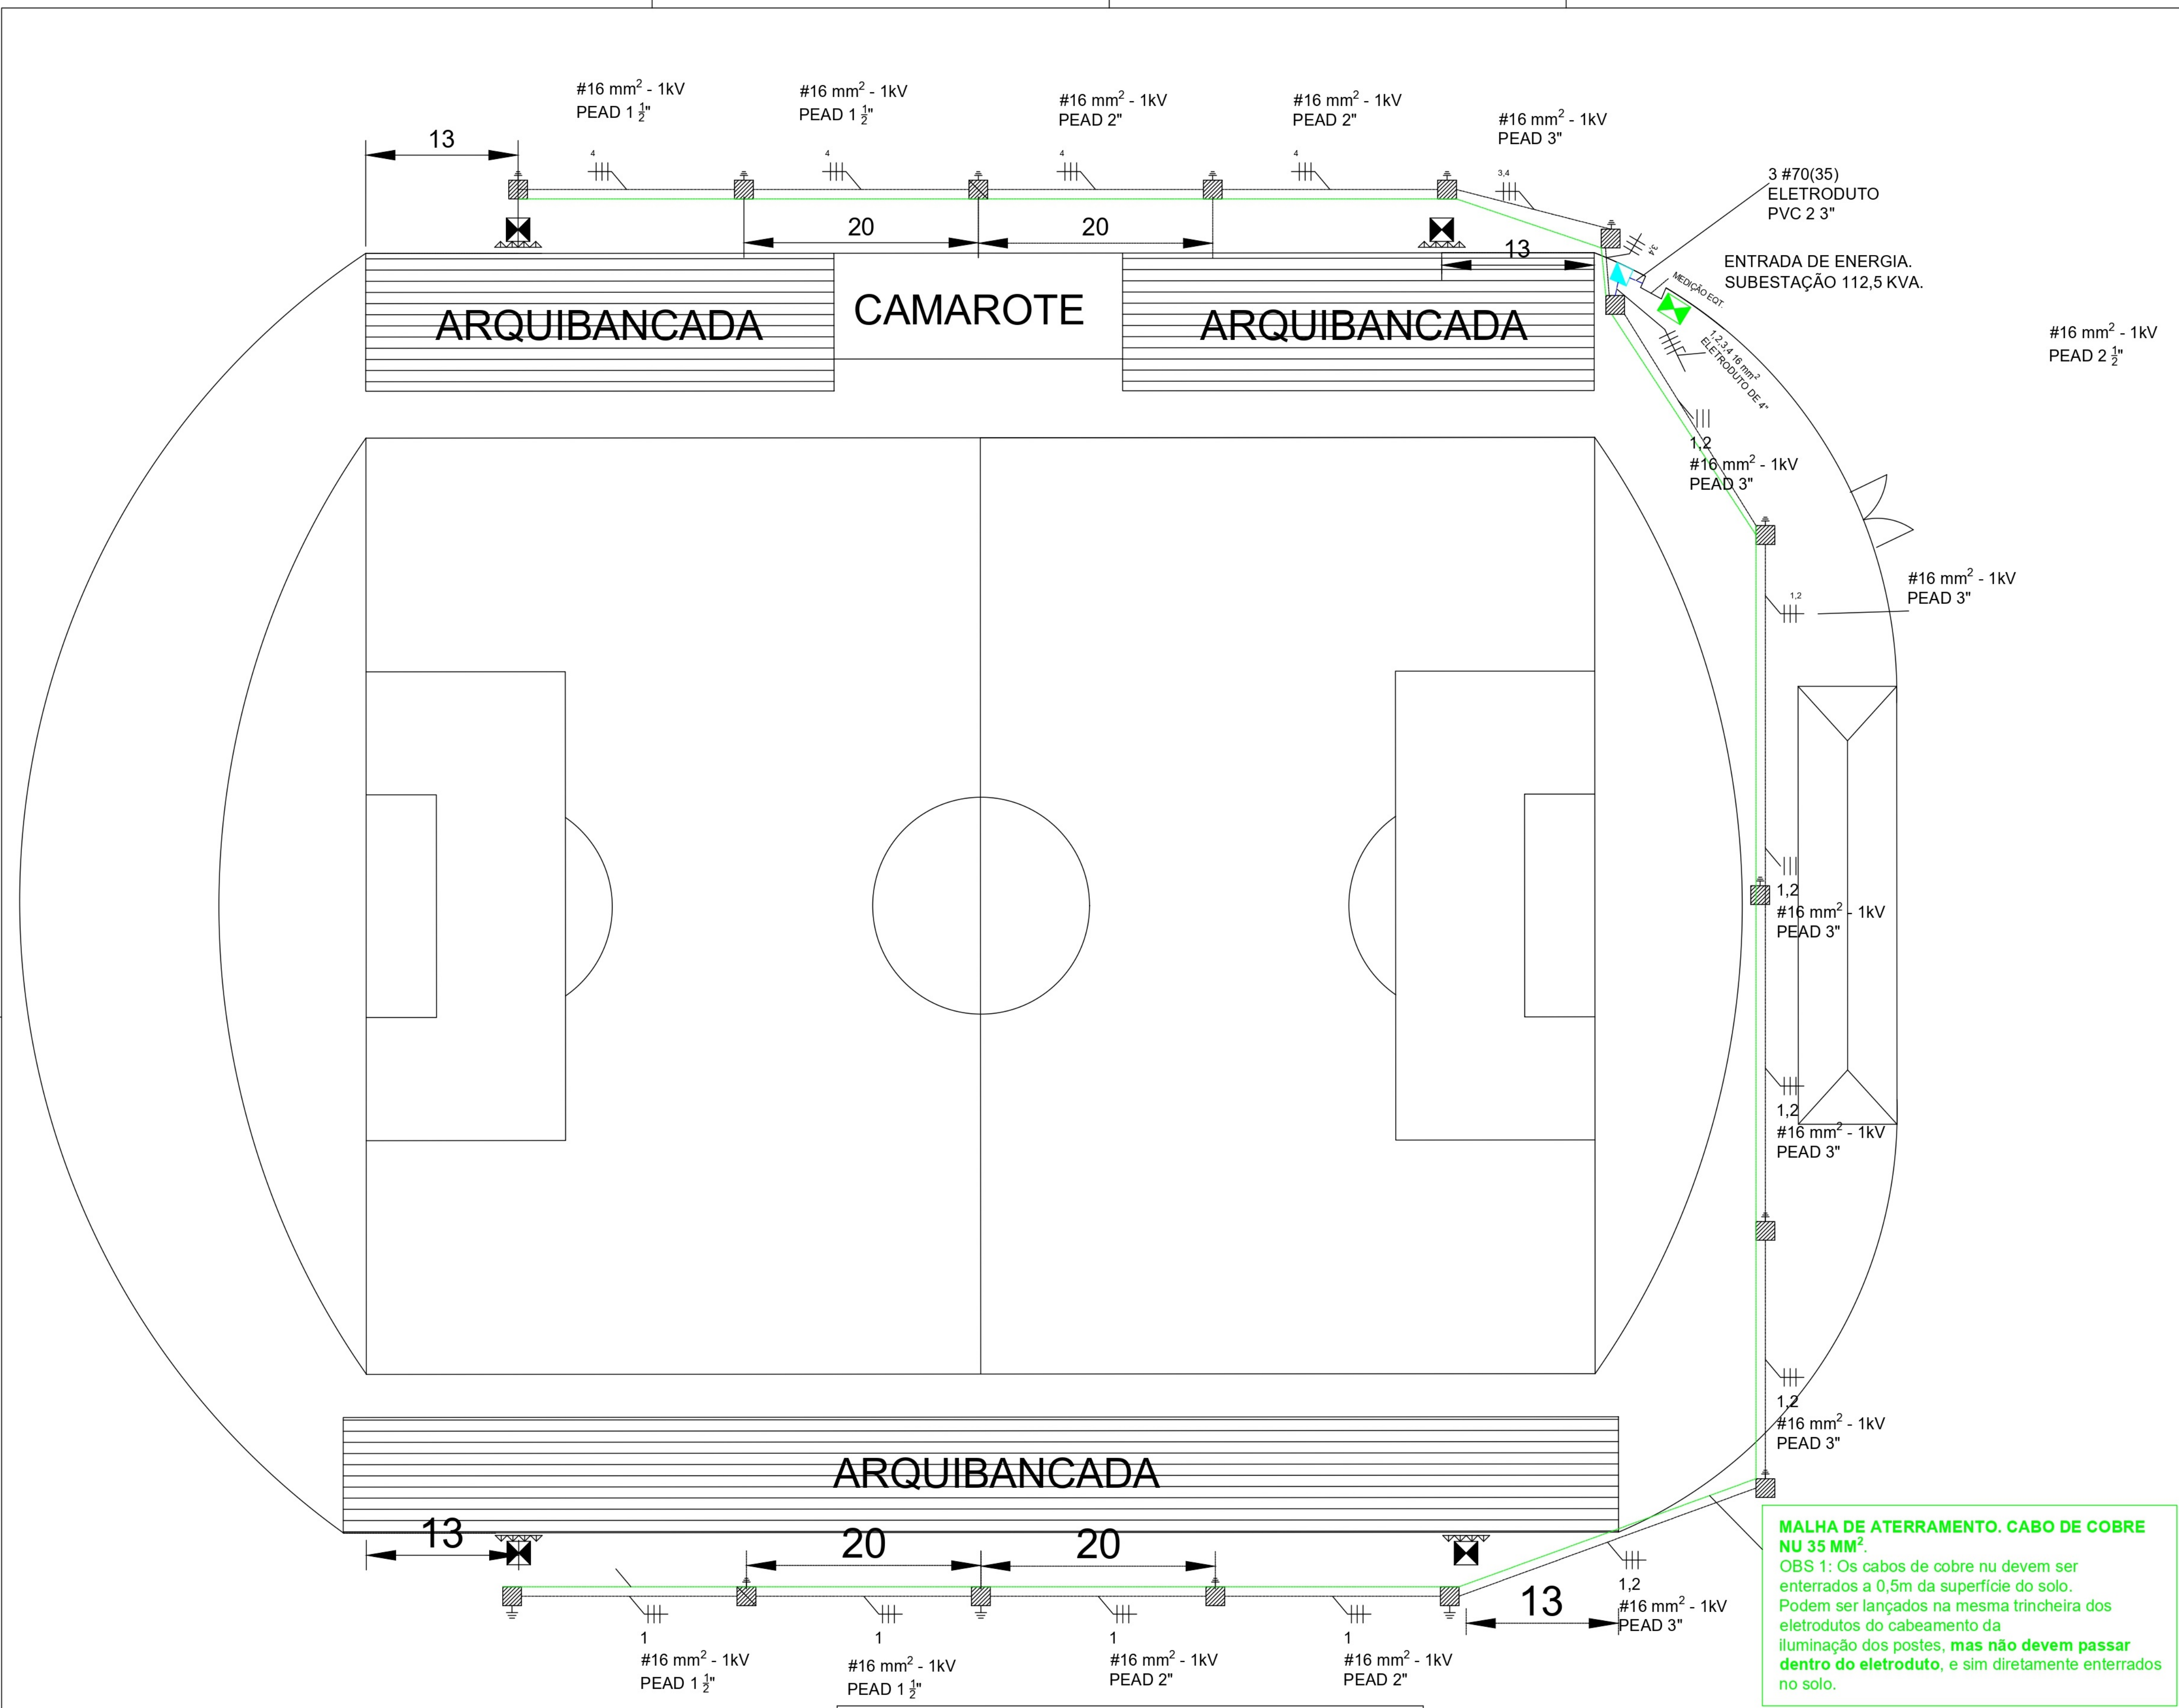 #16 mm² - 1kV
PEAD 1 ½"
#16 mm² - 1kV
PEAD 1 ½"
#16 mm² - 1kV
PEAD 2"
#16 mm² - 1kV
PEAD 2"
#16 mm² - 1kV
PEAD 3"
13
4
4
4
4
3,4
3 #70(35)
ELETRODUTO
PVC 2 3"
20
20
13
3,4
ENTRADA DE ENERGIA.
SUBESTAÇÃO 112,5 KVA.
MEDIÇÃO EQT.
ARQUIBANCADA
CAMAROTE
ARQUIBANCADA
1,2,3,4 16 mm²
ELETRODUTO DE 4"
#16 mm² - 1kV
PEAD 2 ½"
1,2
#16 mm² - 1kV
PEAD 3"
1,2
#16 mm² - 1kV
PEAD 3"
1,2
#16 mm² - 1kV
PEAD 3"
1,2
#16 mm² - 1kV
PEAD 3"
1,2
#16 mm² - 1kV
PEAD 3"
ARQUIBANCADA
13
20
20
13
1,2
#16 mm² - 1kV
PEAD 3"
1
#16 mm² - 1kV
PEAD 1 ½"
1
#16 mm² - 1kV
PEAD 1 ½"
1
#16 mm² - 1kV
PEAD 2"
1
#16 mm² - 1kV
PEAD 2"
MALHA DE ATERRAMENTO. CABO DE COBRE
NU 35 MM².
OBS 1: Os cabos de cobre nu devem ser
enterrados a 0,5m da superfície do solo.
Podem ser lançados na mesma trincheira dos
eletrodutos do cabeamento da
iluminação dos postes, mas não devem passar
dentro do eletroduto, e sim diretamente enterrados
no solo.